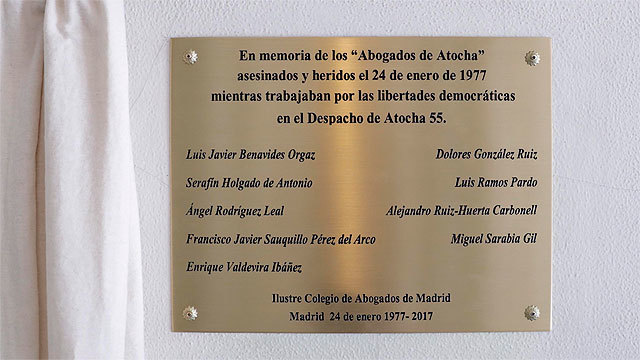 En memoria de los “Abogados de Atocha”
asesinados y heridos el 24 de enero de 1977
mientras trabajaban por las libertades democráticas
en el Despacho de Atocha 55.
Luis Javier Benavides Orgaz
Dolores González Ruiz
Serafín Holgado de Antonio
Luis Ramos Pardo
Ángel Rodríguez Leal
Alejandro Ruiz-Huerta Carbonell
Francisco Javier Sauquillo Pérez del Arco
Miguel Sarabia Gil
Enrique Valdevira Ibáñez
Ilustre Colegio de Abogados de Madrid
Madrid 24 de enero 1977- 2017